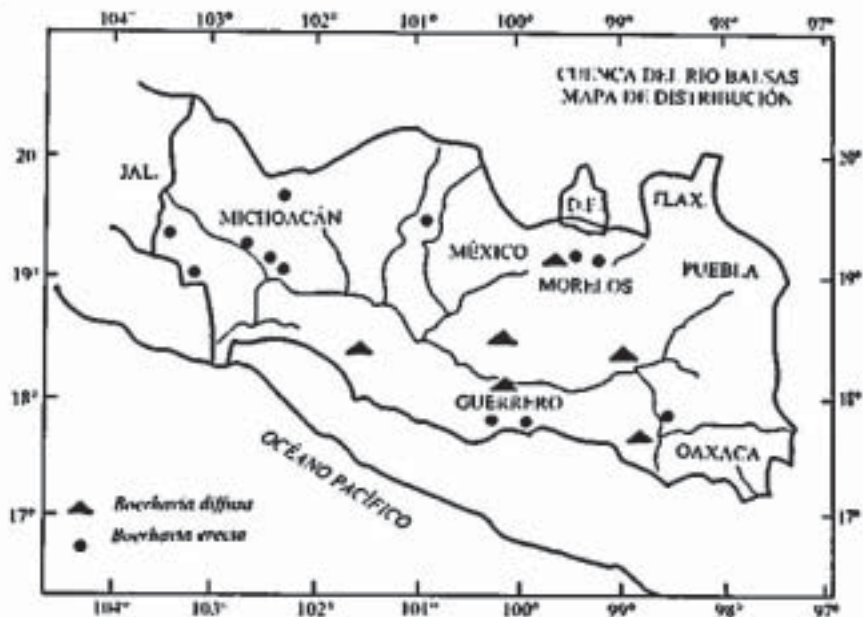 104° 103° 102° 101° 100° 99° 98° 97°
CUENCA DEL RIO BALSAS
MAPA DE DISTRIBUCIÓN
20 20°
JAL.
D.F.
TLAX.
MICHOACÁN
MÉXICO
19° 19°
MORELOS
PUEBLA
18° 18°
GUERRERO
OAXACA
OCÉANO PACÍFICO
Boerhavia diffusa
17° 17°
Boerhavia erecta
104° 103° 102° 101° 100° 99° 98° 97°